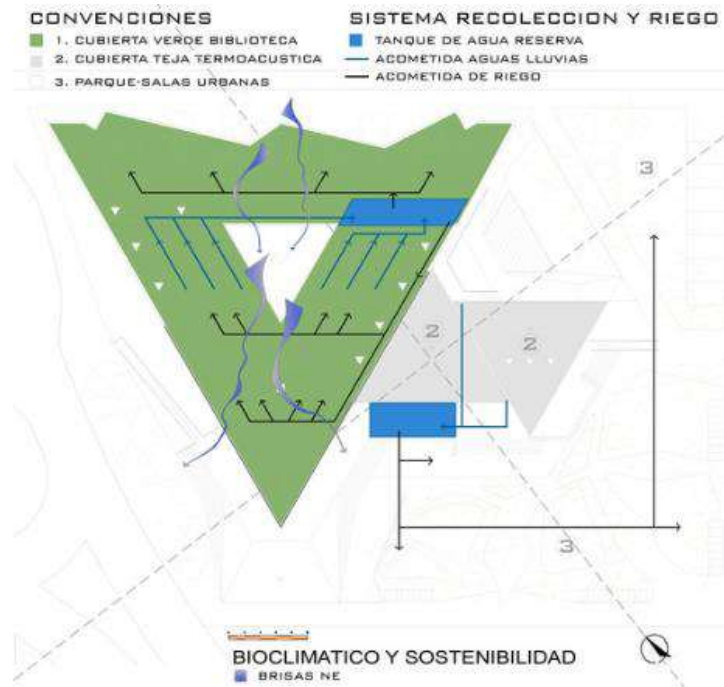 CONVENCIONES
1. CUBIERTA VERDE BIBLIOTECA
2. CUBIERTA TEJA TERMOACUSTICA
3. PARQUE-SALAS URBANAS
SISTEMA RECOLECCION Y RIEGO
TANQUE DE AGUA RESERVA
ACOMETIDA AGUAS LLUVIAS
ACOMETIDA DE RIEGO
3
2
2
3
BIOCLIMATICO Y SOSTENIBILIDAD
BRISAS NE